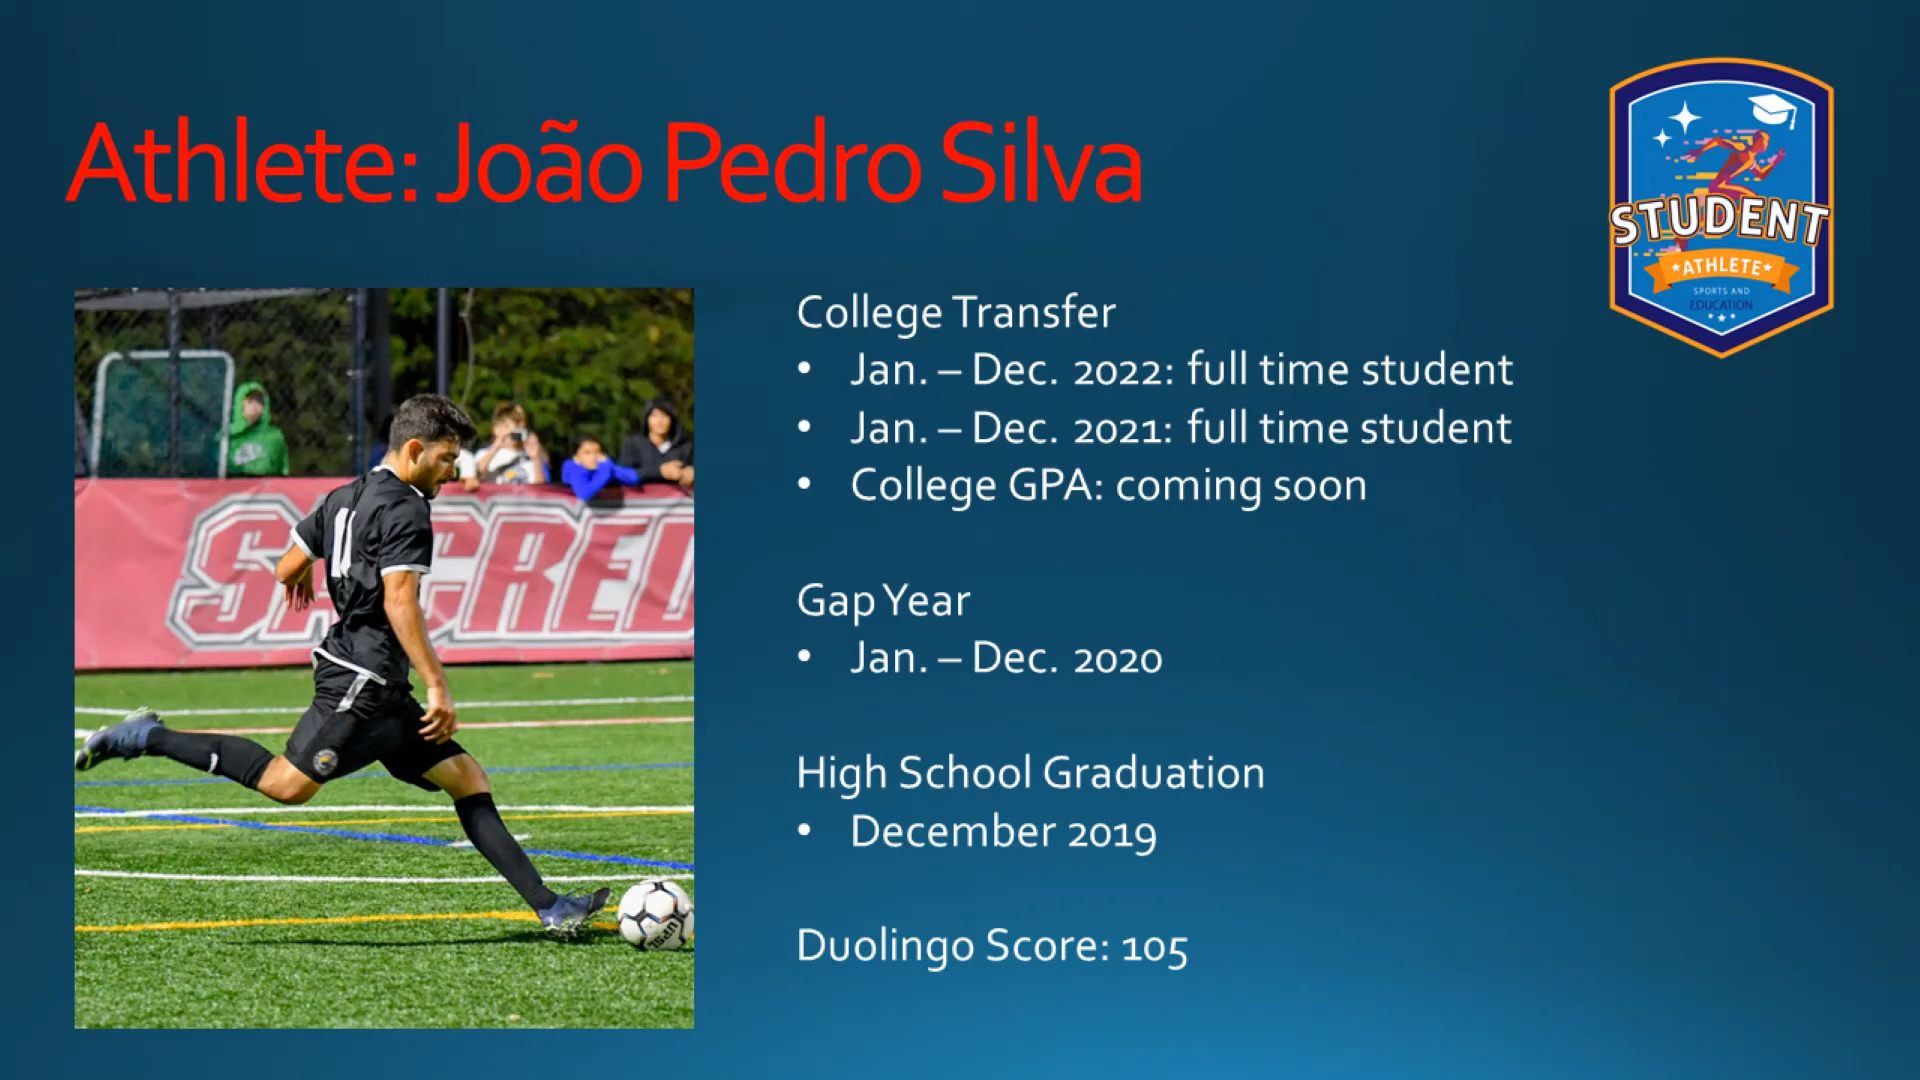 Athlete: João Pedro Silva
STUDENT
ATHLETE
SPORTS AND
EDUCATION
College Transfer
• Jan. – Dec. 2022: full time student
• Jan. – Dec. 2021: full time student
• College GPA: coming soon
Gap Year
• Jan. – Dec. 2020
High School Graduation
• December 2019
Duolingo Score: 105
SACRED
11